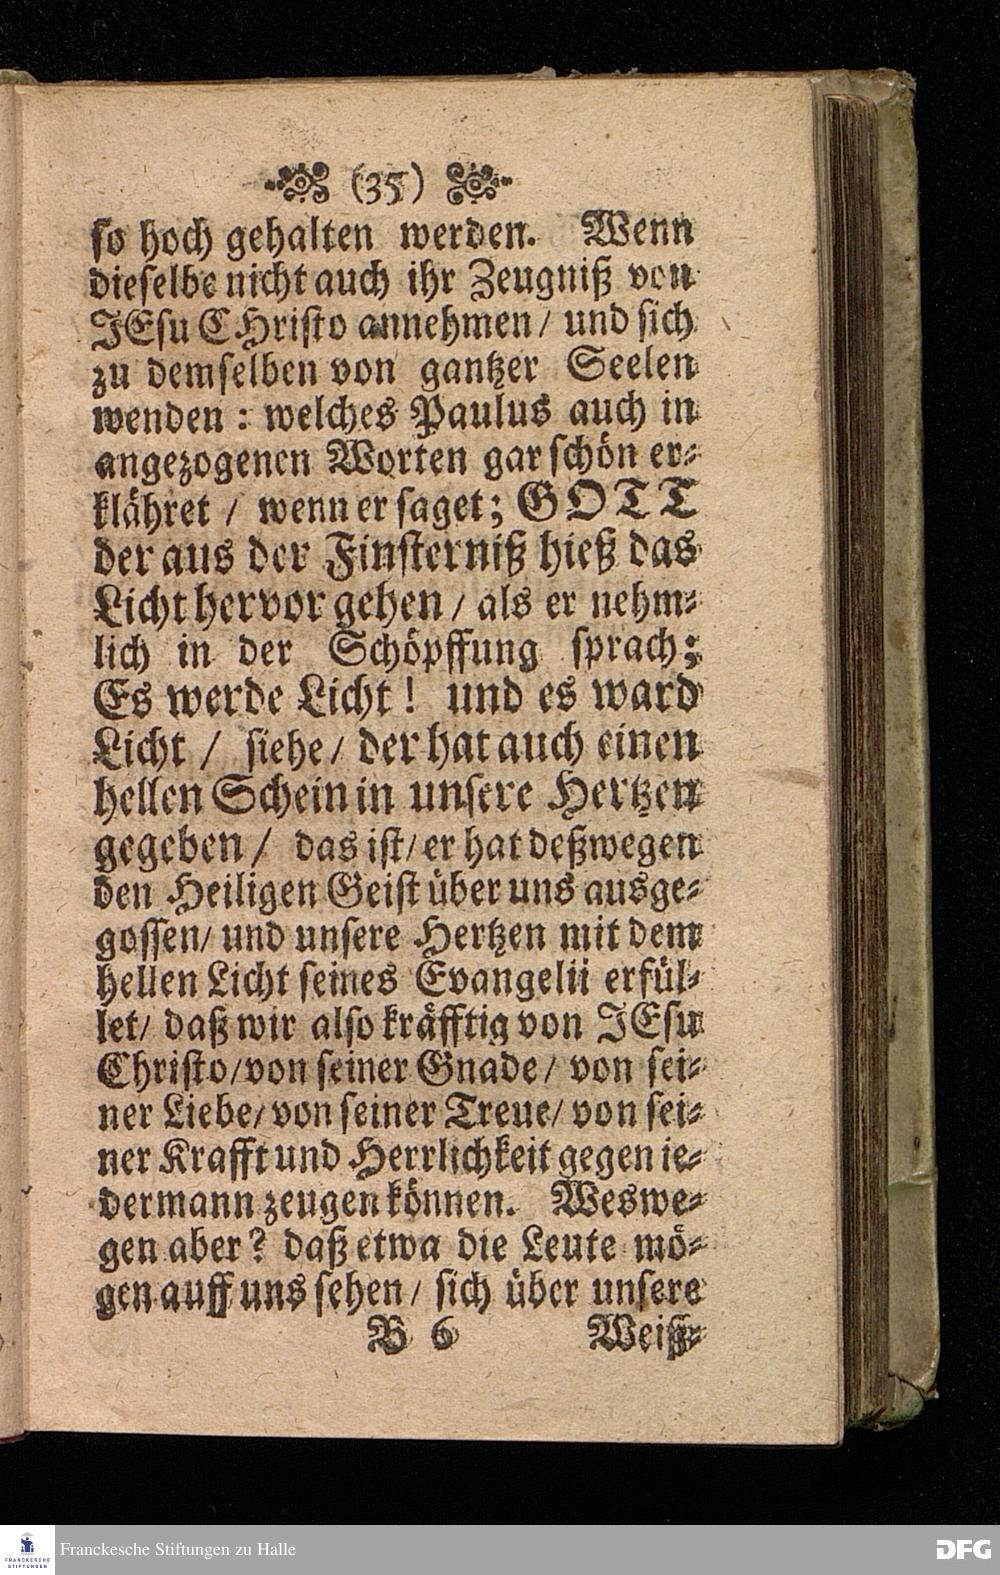 (35)
so hoch gehalten werden. Wenn
dieselbe nicht auch ihr Zeugniß von
JEsu CHristo annehmen / und sich
zu demselben von gantzer Seelen
wenden : welches Paulus auch in
angezogenen Worten gar schön er-
klähret / wenn er saget; GOTT
der aus der Finsterniß hieß das
Licht hervor gehen / als er nehm-
lich in der Schöpffung sprach:
Es werde Licht! und es ward
Licht / siehe / der hat auch einen
hellen Schein in unsere Hertzen
gegeben / das ist / er hat deßwegen
den Heiligen Geist über uns ausge-
gossen / und unsere Hertzen mit dem
hellen Licht seines Evangelii erfül-
let / daß wir also kräfftig von JEsu
Christo / von seiner Gnade / von sei-
ner Liebe / von seiner Treue / von sei-
ner Krafft und Herrlichkeit gegen ie-
dermann zeugen können. Weswe-
gen aber? daß etwa die Leute mö-
gen auff uns sehen / sich über unsere
B 6 Weiß-
FRANCKESCHE
STIFTUNGEN
Franckesche Stiftungen zu Halle
DFG